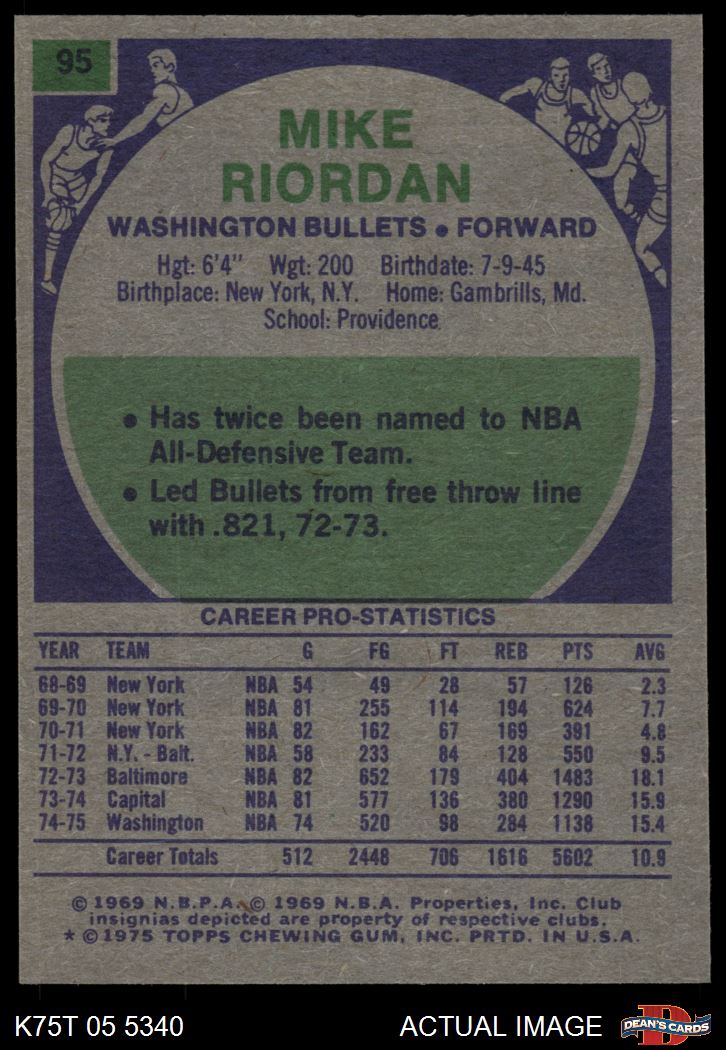 95
MIKE
RIORDAN
WASHINGTON BULLETS • FORWARD
Hgt: 6'4" Wgt: 200 Birthdate: 7-9-45
Birthplace: New York, N.Y. Home: Gambrills, Md.
School: Providence
• Has twice been named to NBA
All-Defensive Team.
• Led Bullets from free throw line
with .821, 72-73.
CAREER PRO-STATISTICS
YEAR TEAM G FG FT REB PTS AVG
68-69 New York NBA 54 49 28 57 126 2.3
69-70 New York NBA 81 255 114 194 624 7.7
70-71 New York NBA 82 162 67 169 391 4.8
71-72 N.Y. - Balt. NBA 58 233 84 128 550 9.5
72-73 Baltimore NBA 82 652 179 404 1483 18.1
73-74 Capital NBA 81 577 136 380 1290 15.9
74-75 Washington NBA 74 520 98 284 1138 15.4
Career Totals 512 2448 706 1616 5602 10.9
© 1969 N.B.P.A. © 1969 N.B.A. Properties, Inc. Club
insignias depicted are property of respective clubs.
* © 1975 TOPPS CHEWING GUM, INC. PRTD. IN U.S.A.
K75T 05 5340 ACTUAL IMAGE D DEAN'S CARDS